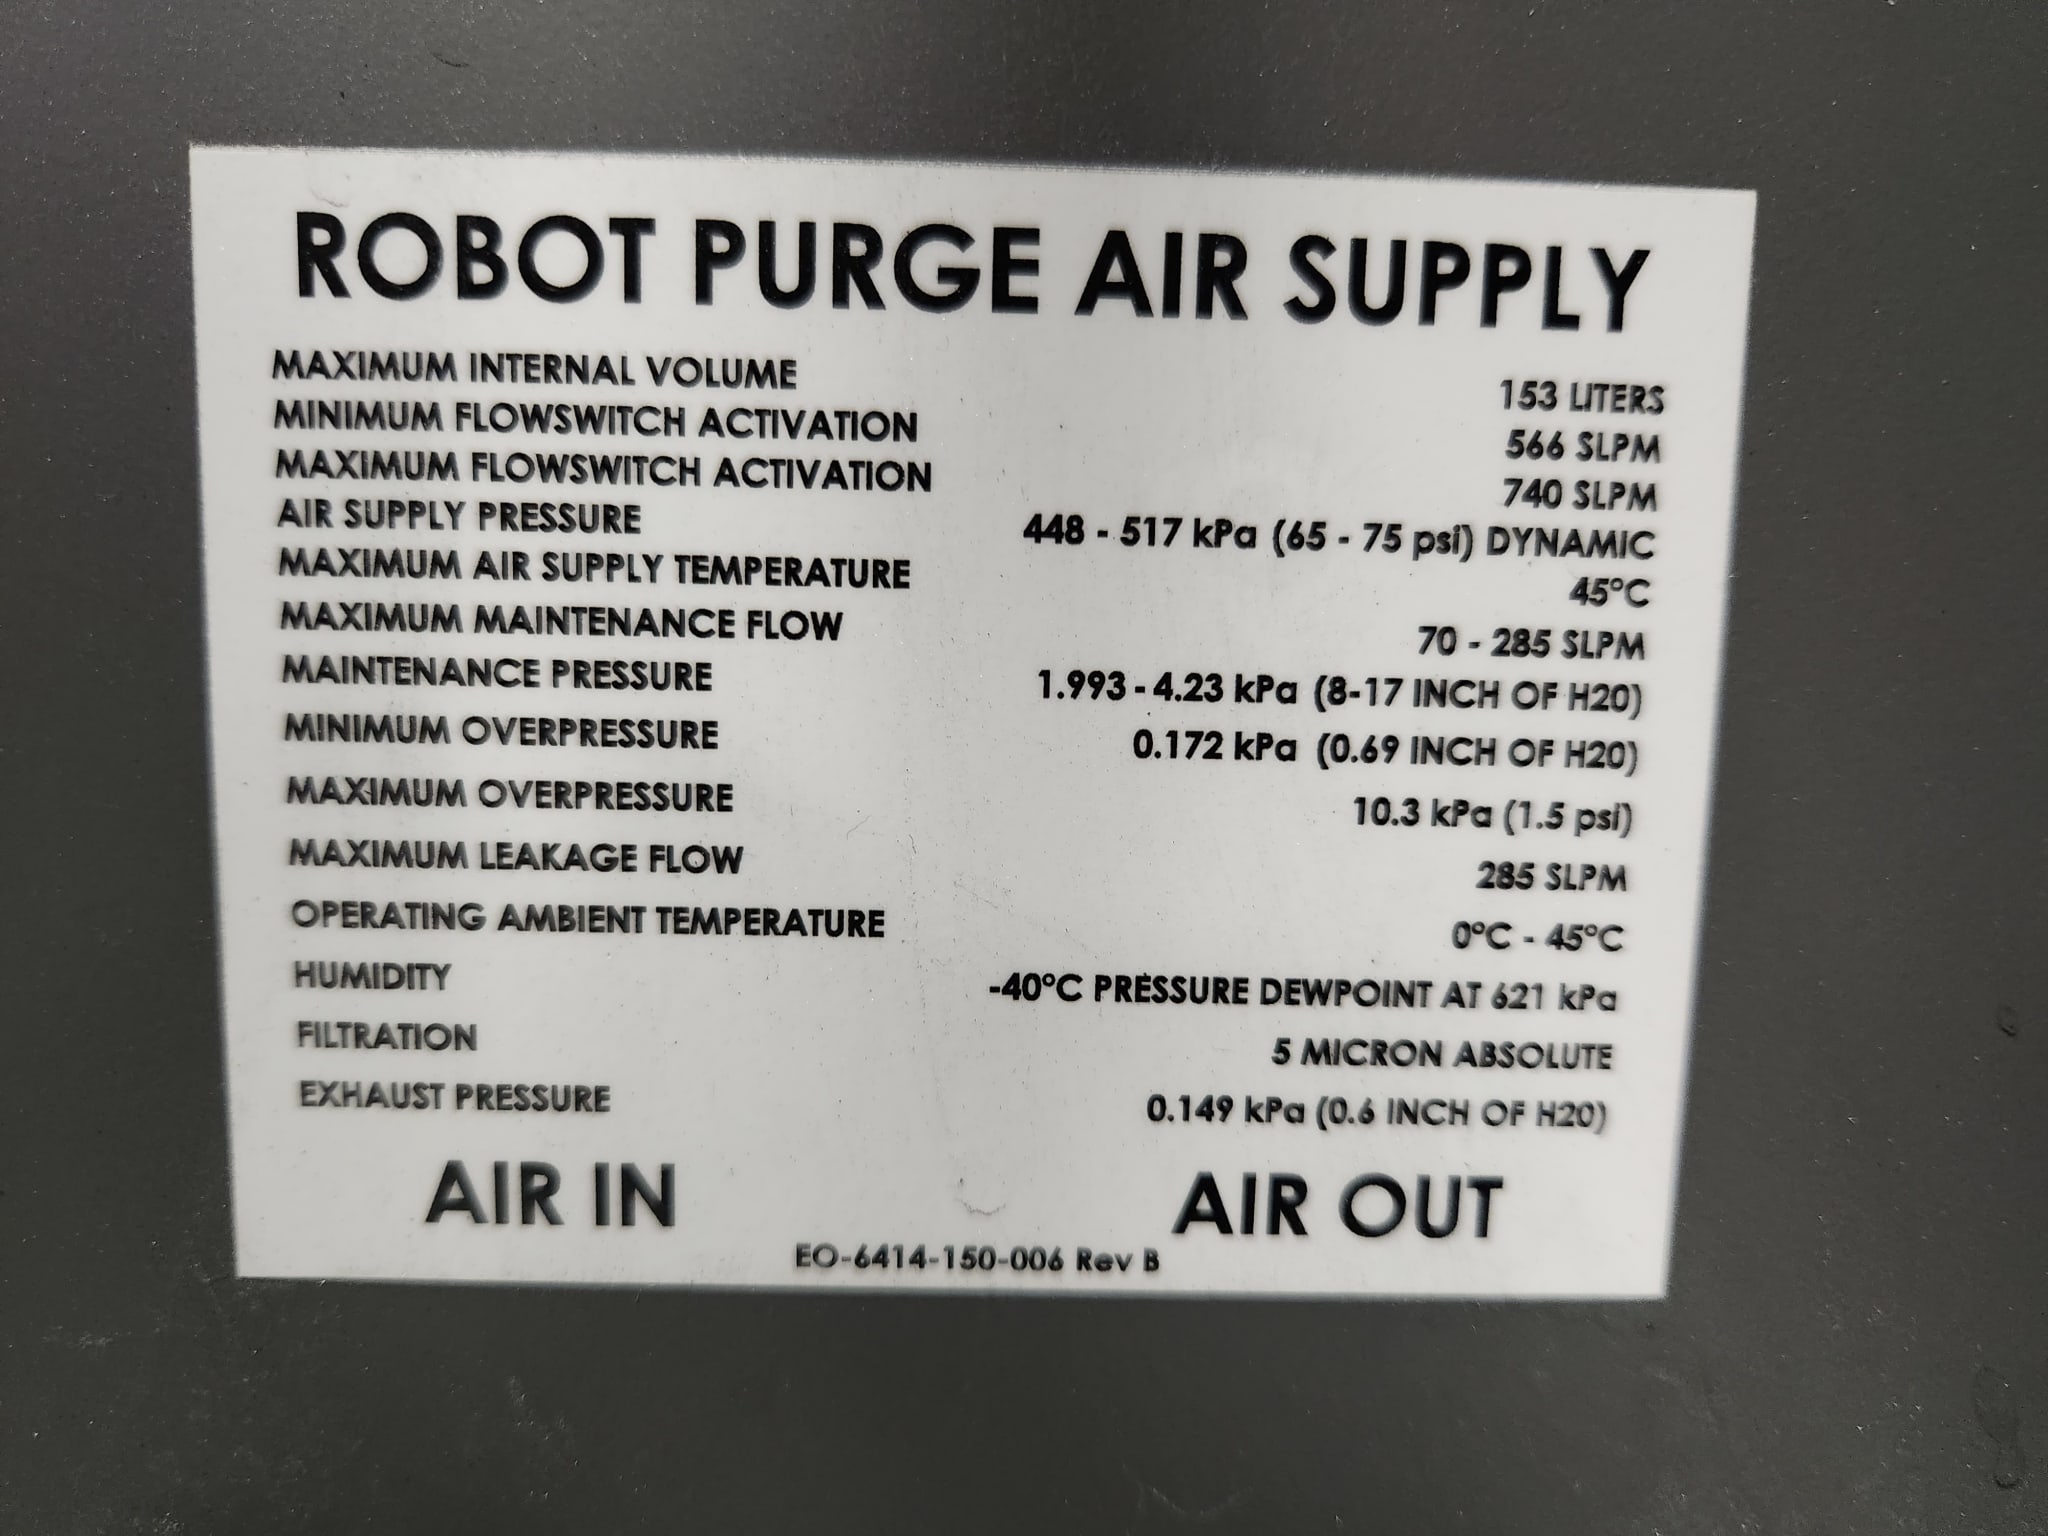 ROBOT PURGE AIR SUPPLY
MAXIMUM INTERNAL VOLUME 153 LITERS
MINIMUM FLOWSWITCH ACTIVATION 566 SLPM
MAXIMUM FLOWSWITCH ACTIVATION 740 SLPM
AIR SUPPLY PRESSURE 448 - 517 kPa (65 - 75 psi) DYNAMIC
MAXIMUM AIR SUPPLY TEMPERATURE 45°C
MAXIMUM MAINTENANCE FLOW 70 - 285 SLPM
MAINTENANCE PRESSURE 1.993 - 4.23 kPa (8-17 INCH OF H20)
MINIMUM OVERPRESSURE 0.172 kPa (0.69 INCH OF H20)
MAXIMUM OVERPRESSURE 10.3 kPa (1.5 psi)
MAXIMUM LEAKAGE FLOW 285 SLPM
OPERATING AMBIENT TEMPERATURE 0°C - 45°C
HUMIDITY -40°C PRESSURE DEWPOINT AT 621 kPa
FILTRATION 5 MICRON ABSOLUTE
EXHAUST PRESSURE 0.149 kPa (0.6 INCH OF H20)
AIR IN AIR OUT
EO-6414-150-006 Rev B